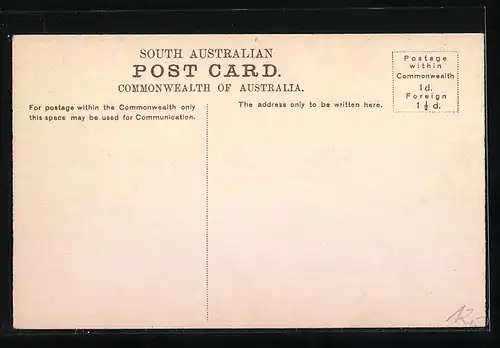 SOUTH AUSTRALIAN
POST CARD.
COMMONWEALTH OF AUSTRALIA.
For postage within the Commonwealth only
this space may be used for Communication.
The address only to be written here.
Postage
within
Commonwealth
1d.
Foreign
1½d.